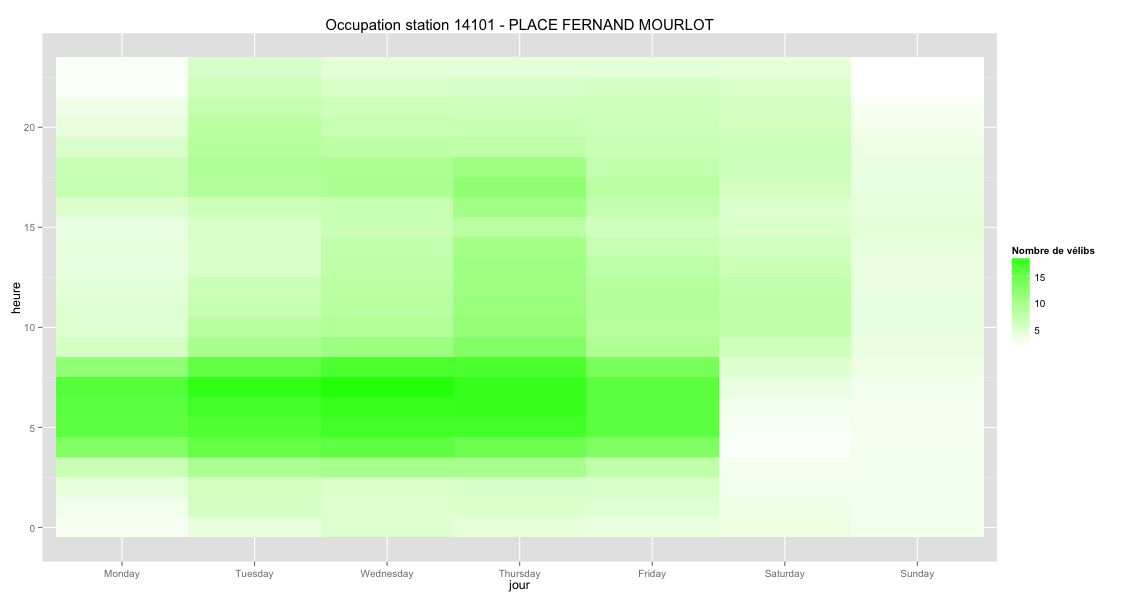 Occupation station 14101 - PLACE FERNAND MOURLOT
20
15
10
5
0
heure
Monday
Tuesday
Wednesday
Thursday
Friday
Saturday
Sunday
jour
Nombre de vélibs
15
10
5